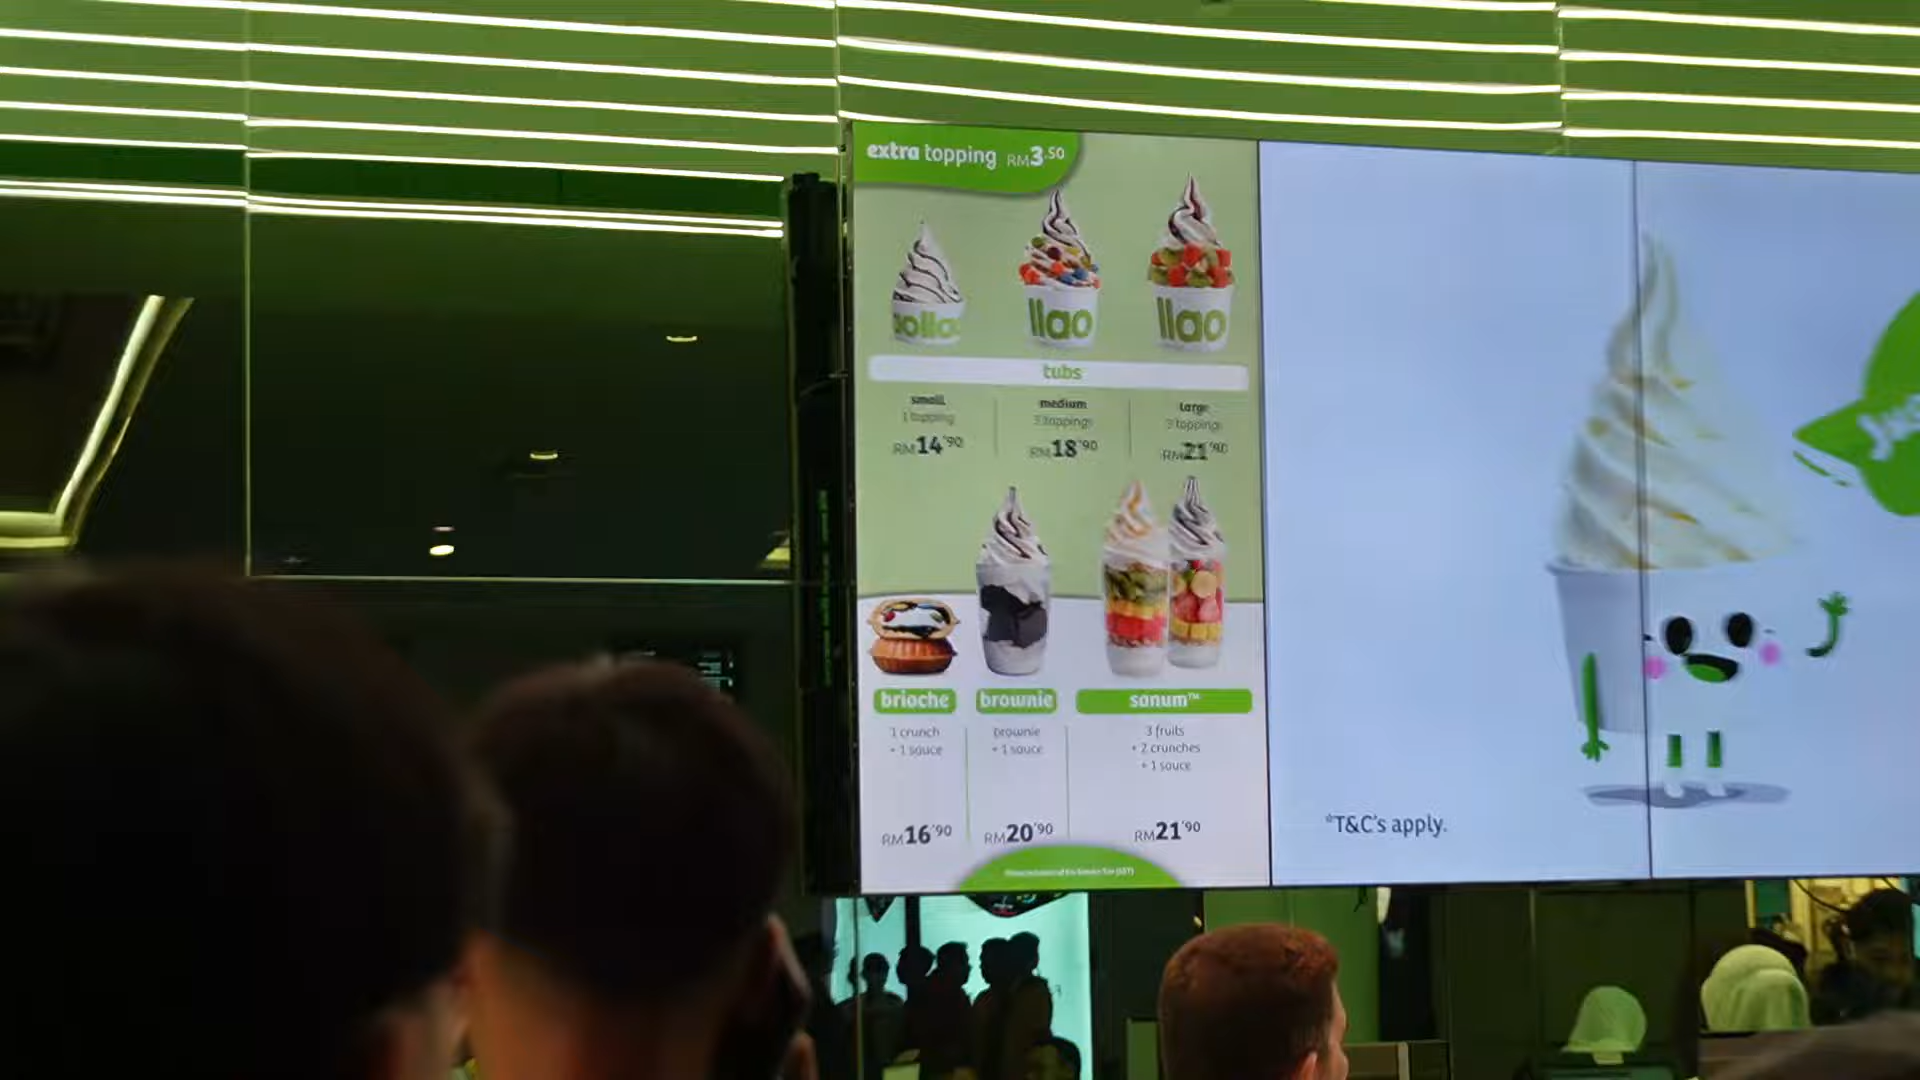 extra topping RM3.50
llao
llao
tubs
small
1 topping
RM14'90
medium
3 toppings
RM18'90
large
3 toppings
RM21'90
brioche
1 crunch
+ 1 sauce
RM16'90
brownie
brownie
+ 1 sauce
RM20'90
sanum™
3 fruits
+ 2 crunches
+ 1 sauce
RM21'90
*T&C's apply.